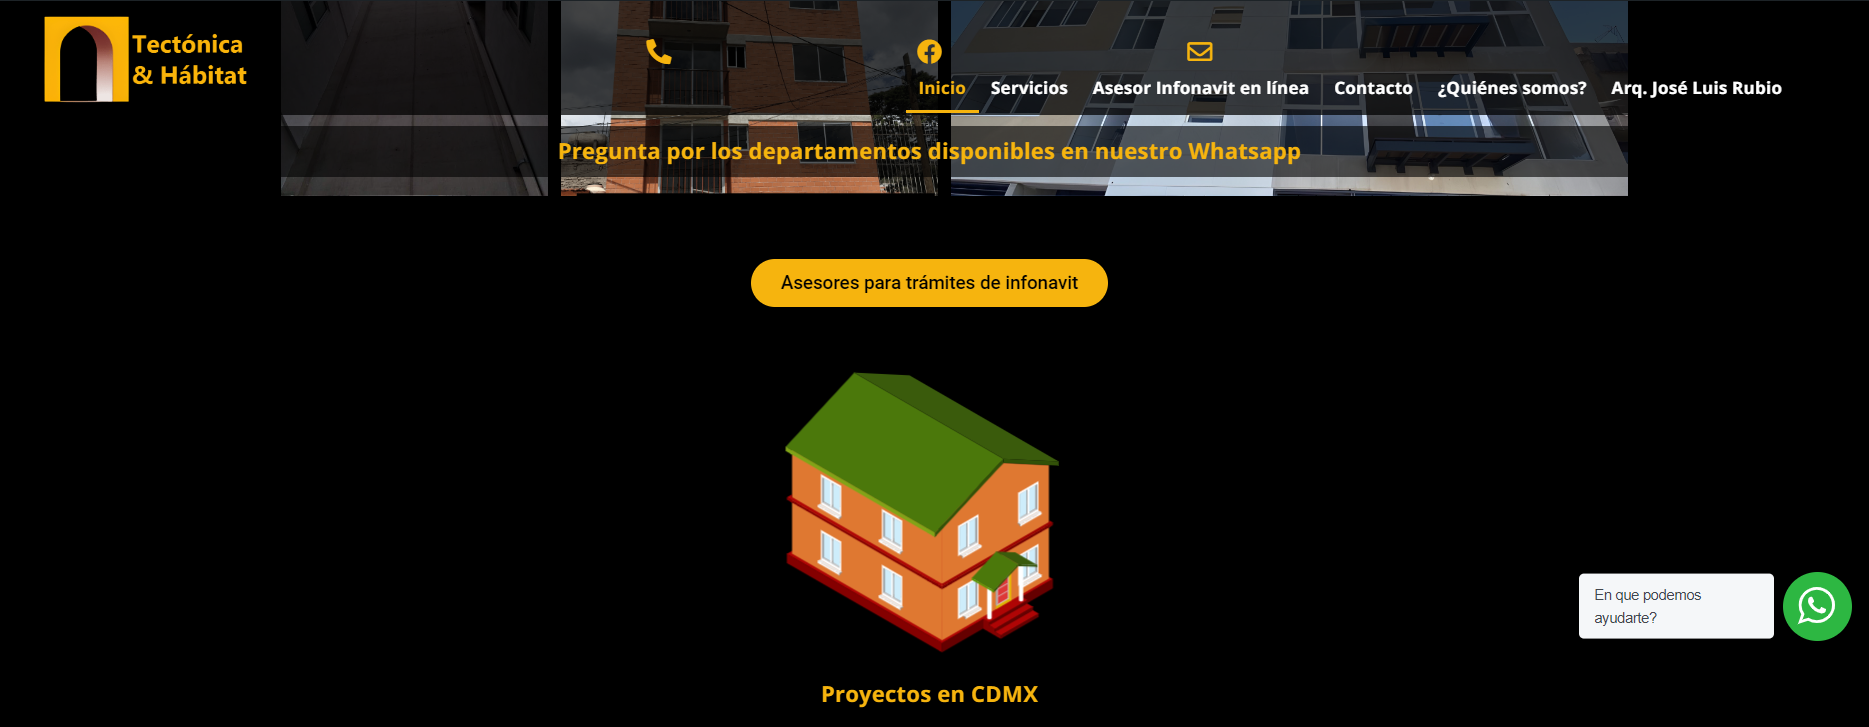 Tectónica
& Hábitat
Inicio
Servicios
Asesor Infonavit en línea
Contacto
¿Quiénes somos?
Arq. José Luis Rubio
Pregunta por los departamentos disponibles en nuestro Whatsapp
Asesores para trámites de infonavit
En que podemos
ayudarte?
Proyectos en CDMX